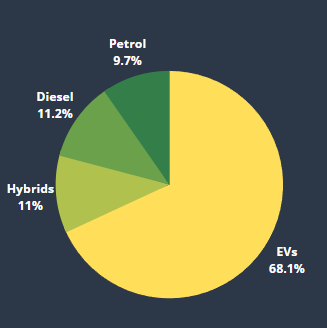 Petrol
9.7%
Diesel
11.2%
Hybrids
11%
EVs
68.1%